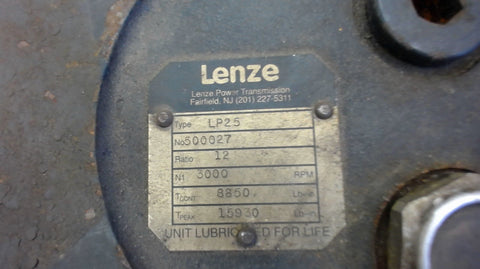 Lenze
Lenze Power Transmission
Fairfield, NJ (201) 227-5311
Type LP25
No 500027
Ratio 12
N1 3000 RPM
TCONT 8850. Lb-in
TPEAK 15930 Lb-in
UNIT LUBRICATED FOR LIFE